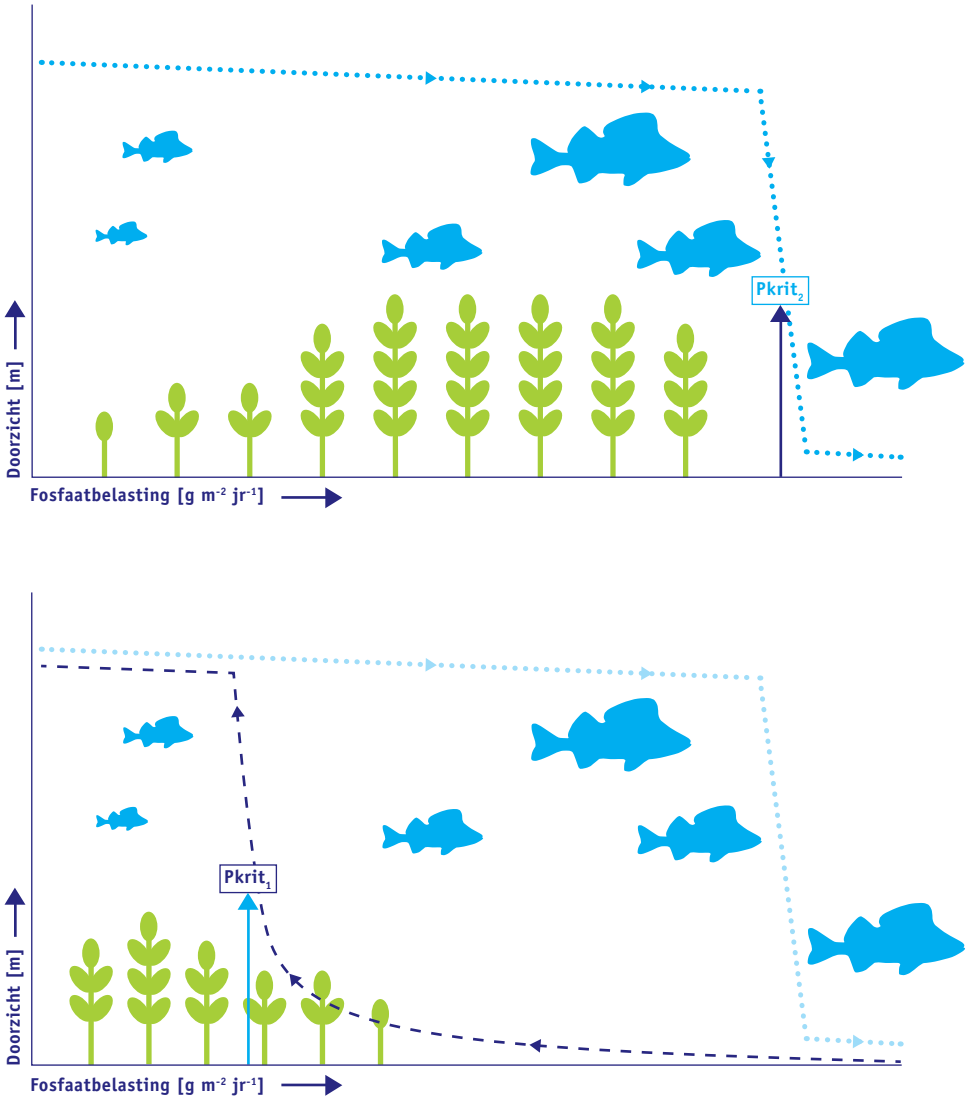 Pkrit₂
Doorzicht [m]
Fosfaatbelasting [g m⁻² jr⁻¹]
Pkrit₁
Doorzicht [m]
Fosfaatbelasting [g m⁻² jr⁻¹]